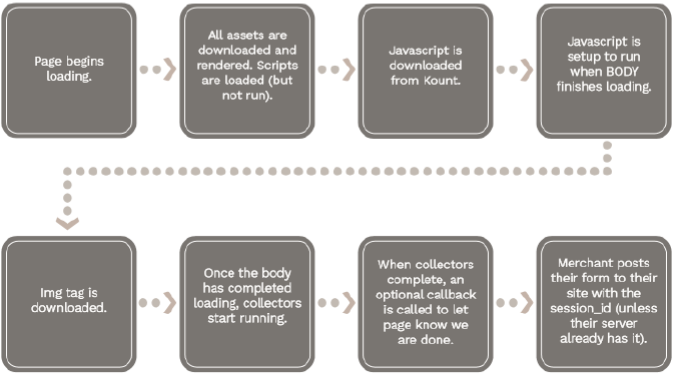 Page begins
loading.
All assets are
downloaded and
rendered. Scripts
are loaded (but
not run).
Javascript is
downloaded
from Kount.
Javascript is
setup to run
when BODY
finishes loading.
Img tag is
downloaded.
Once the body
has completed
loading, collectors
start running.
When collectors
complete, an
optional callback
is called to let
page know we
are done.
Merchant posts
their form to their
site with the
session_id (unless
their server
already has it).